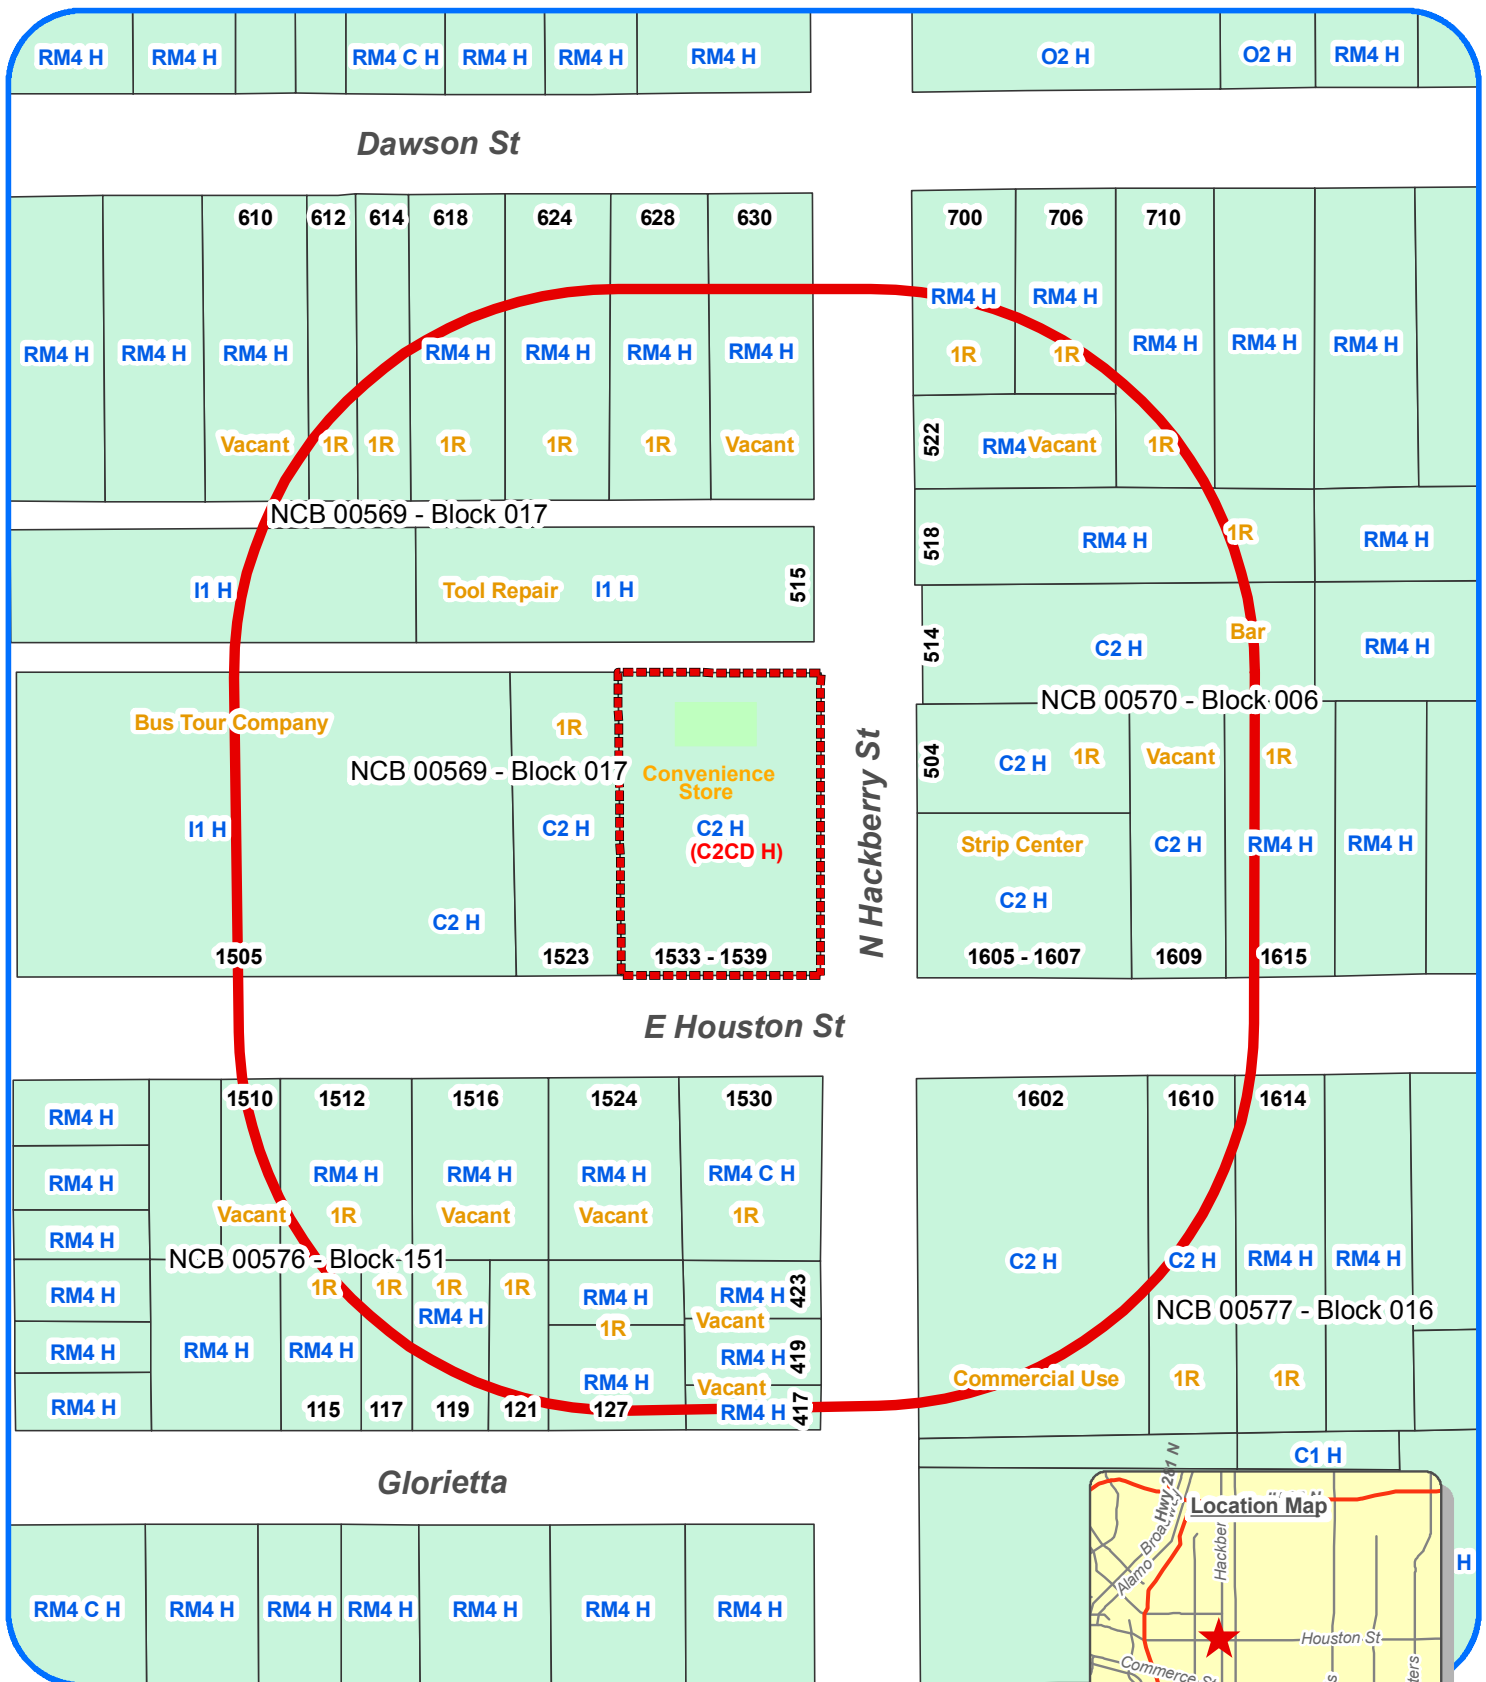 RM4 H
RM4 H
RM4 C H
RM4 H
RM4 H
RM4 H
O2 H
O2 H
RM4 H
Dawson St
610
612
614
618
624
628
630
700
706
710
RM4 H
RM4 H
RM4 H
RM4 H
RM4 H
RM4 H
RM4 H
RM4 H
RM4 H
RM4 H
RM4 H
RM4 H
1R
1R
Vacant
1R
1R
1R
1R
1R
Vacant
522
RM4
Vacant
1R
NCB 00569 - Block 017
518
RM4 H
1R
RM4 H
I1 H
Tool Repair
I1 H
515
514
C2 H
Bar
RM4 H
NCB 00570 - Block 006
Bus Tour Company
1R
NCB 00569 - Block 017
Convenience
Store
N Hackberry St
504
C2 H
1R
Vacant
1R
I1 H
C2 H
C2 H
(C2CD H)
Strip Center
C2 H
RM4 H
RM4 H
C2 H
C2 H
1505
1523
1533 - 1539
1605 - 1607
1609
1615
E Houston St
1510
1512
1516
1524
1530
1602
1610
1614
RM4 H
RM4 H
RM4 H
RM4 H
RM4 H
RM4 H
RM4 C H
Vacant
1R
Vacant
Vacant
1R
NCB 00576 - Block 151
C2 H
C2 H
RM4 H
RM4 H
RM4 H
1R
1R
1R
1R
RM4 H
RM4 H
RM4 H
423
NCB 00577 - Block 016
Vacant
1R
RM4 H
RM4 H
RM4 H
RM4 H
419
RM4 H
Vacant
Commercial Use
1R
1R
RM4 H
115
117
119
121
127
RM4 H
417
Glorietta
C1 H
Location Map
Hwy 281 N
Broadway
Alamo
Hackber
Houston St
Commerce St
H
RM4 C H
RM4 H
RM4 H
RM4 H
RM4 H
RM4 H
RM4 H